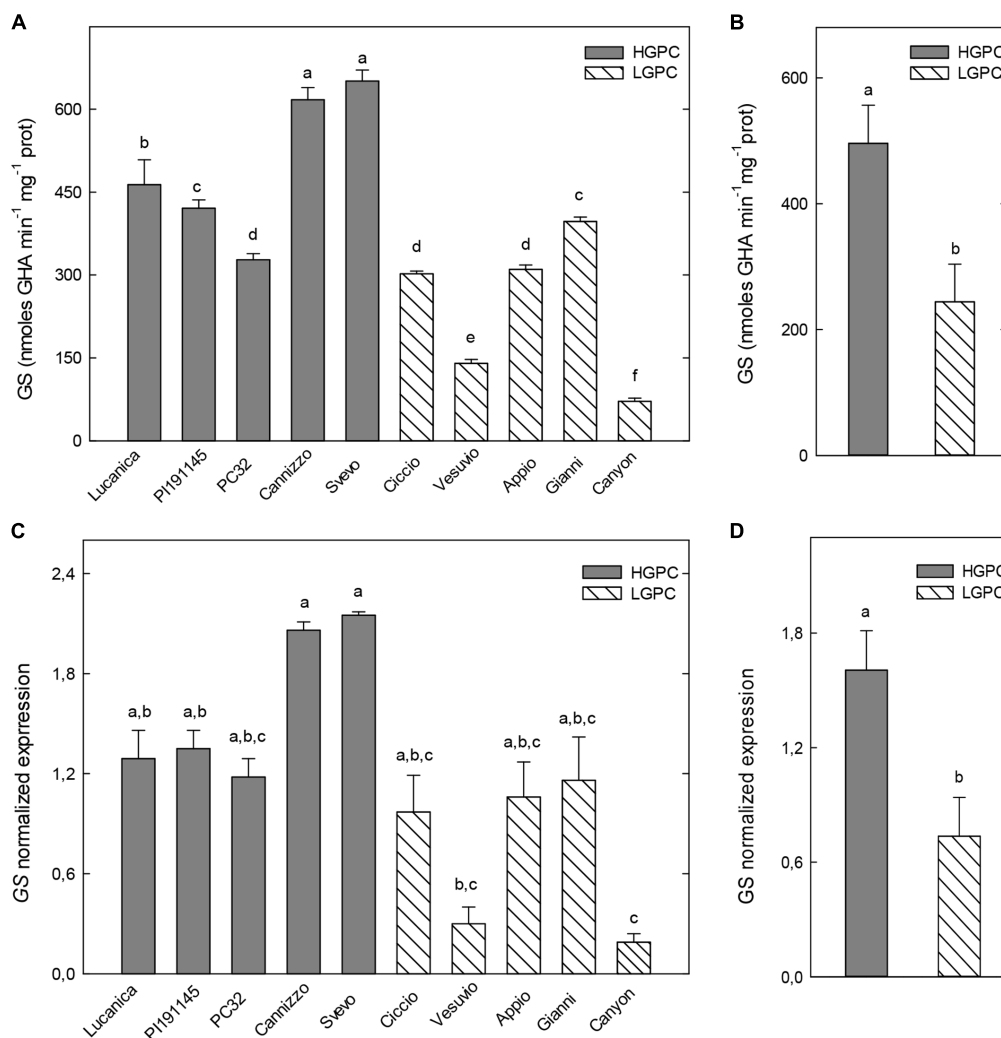 A
HGPC
LGPC
GS (nmoles GHA min⁻¹ mg⁻¹ prot)
600
450
300
150
0
b
c
d
a
a
d
e
d
c
f
Lucanica
PI191145
PC32
Cannizzo
Svevo
Ciccio
Vesuvio
Appio
Gianni
Canyon
B
HGPC
LGPC
GS (nmoles GHA min⁻¹mg⁻¹ prot)
600
400
200
0
a
b
C
HGPC
LGPC
GS normalized exprression
2,4
1,8
1,2
0,6
0,0
a,b
a,b
a,b,c
a
a
a,b,c
b,c
a,b,c
a,b,c
c
Lucanica
PI191145
PC32
Cannizzo
Svevo
Ciccio
Vesuvio
Appio
Gianni
Canyon
D
HGPC
LGPC
GS normalized expression
1,8
1,2
0,6
0,0
a
b